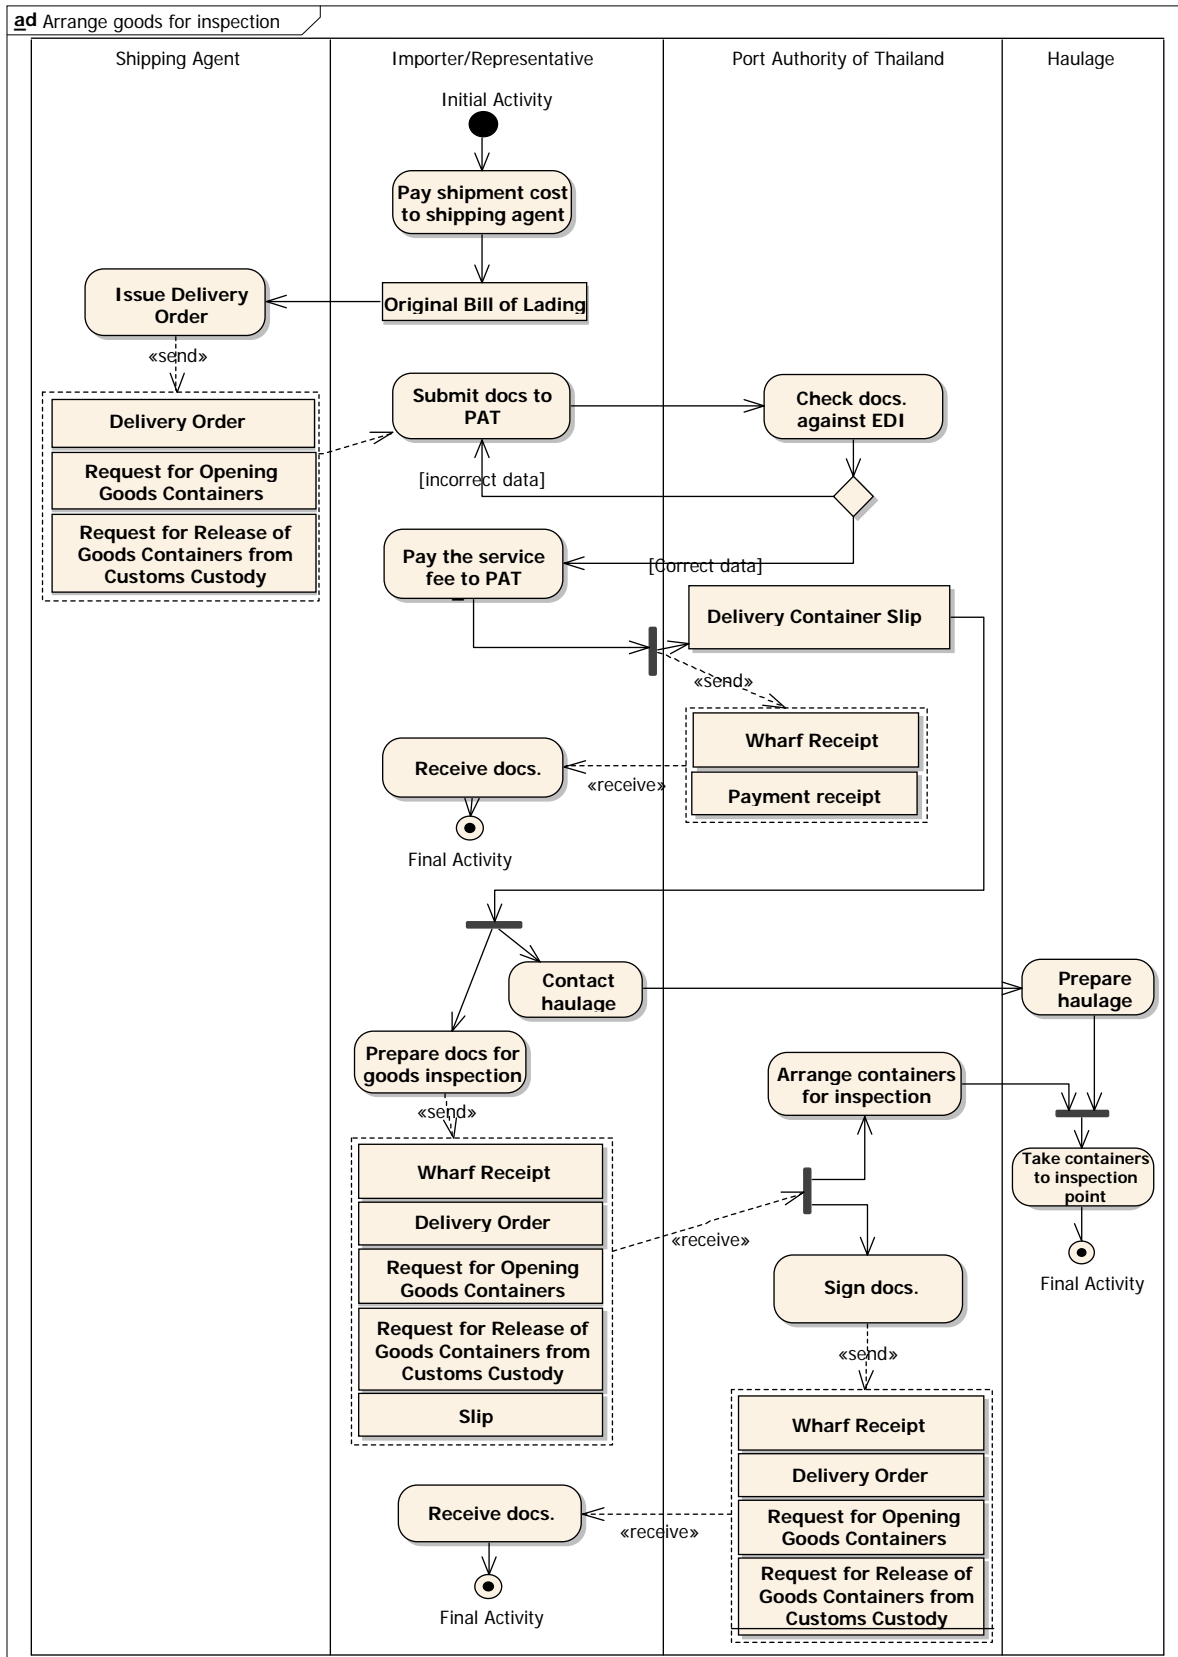 ad Arrange goods for inspection
Shipping Agent
Importer/Representative
Port Authority of Thailand
Haulage
Initial Activity
Pay shipment cost
to shipping agent
Original Bill of Lading
Issue Delivery
Order
«send»
Delivery Order
Request for Opening
Goods Containers
Request for Release of
Goods Containers from
Customs Custody
Submit docs to
PAT
Check docs.
against EDI
[incorrect data]
[Correct data]
Pay the service
fee to PAT
Delivery Container Slip
«send»
Wharf Receipt
Payment receipt
«receive»
Receive docs.
Final Activity
Contact
haulage
Prepare
haulage
Prepare docs for
goods inspection
«send»
Wharf Receipt
Delivery Order
Request for Opening
Goods Containers
Request for Release of
Goods Containers from
Customs Custody
Slip
«receive»
Arrange containers
for inspection
Take containers
to inspection
point
Final Activity
Sign docs.
«send»
Wharf Receipt
Delivery Order
Request for Opening
Goods Containers
Request for Release of
Goods Containers from
Customs Custody
«receive»
Receive docs.
Final Activity